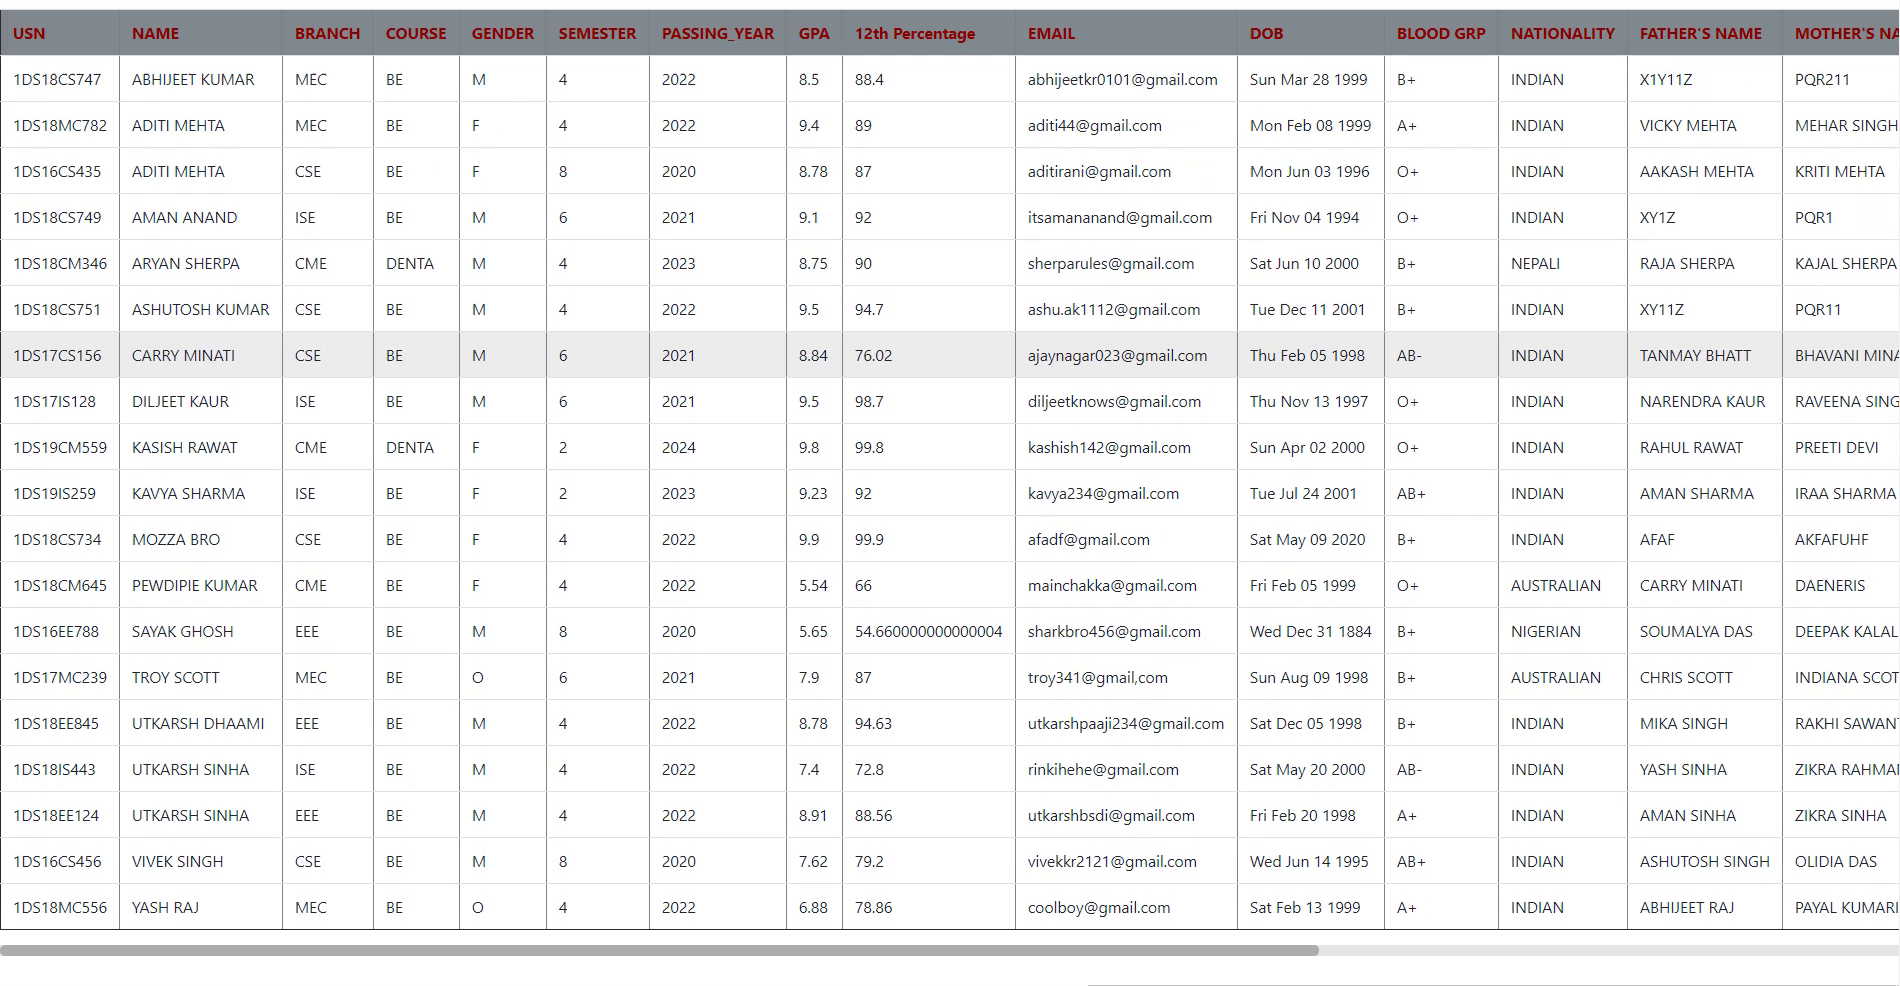 USN NAME BRANCH COURSE GENDER SEMESTER PASSING_YEAR GPA 12th Percentage EMAIL DOB BLOOD GRP NATIONALITY FATHER'S NAME MOTHER'S NA
1DS18CS747 ABHIJEET KUMAR MEC BE M 4 2022 8.5 88.4 abhijeetkr0101@gmail.com Sun Mar 28 1999 B+ INDIAN X1Y11Z PQR211
1DS18MC782 ADITI MEHTA MEC BE F 4 2022 9.4 89 aditi44@gmail.com Mon Feb 08 1999 A+ INDIAN VICKY MEHTA MEHAR SINGH
1DS16CS435 ADITI MEHTA CSE BE F 8 2020 8.78 87 aditirani@gmail.com Mon Jun 03 1996 O+ INDIAN AAKASH MEHTA KRITI MEHTA
1DS18CS749 AMAN ANAND ISE BE M 6 2021 9.1 92 itsamananand@gmail.com Fri Nov 04 1994 O+ INDIAN XY1Z PQR1
1DS18CM346 ARYAN SHERPA CME DENTA M 4 2023 8.75 90 sherparules@gmail.com Sat Jun 10 2000 B+ NEPALI RAJA SHERPA KAJAL SHERPA
1DS18CS751 ASHUTOSH KUMAR CSE BE M 4 2022 9.5 94.7 ashu.ak1112@gmail.com Tue Dec 11 2001 B+ INDIAN XY11Z PQR11
1DS17CS156 CARRY MINATI CSE BE M 6 2021 8.84 76.02 ajaynagar023@gmail.com Thu Feb 05 1998 AB- INDIAN TANMAY BHATT BHAVANI MINA
1DS17IS128 DILJEET KAUR ISE BE M 6 2021 9.5 98.7 diljeetknows@gmail.com Thu Nov 13 1997 O+ INDIAN NARENDRA KAUR RAVEENA SING
1DS19CM559 KASISH RAWAT CME DENTA F 2 2024 9.8 99.8 kashish142@gmail.com Sun Apr 02 2000 O+ INDIAN RAHUL RAWAT PREETI DEVI
1DS19IS259 KAVYA SHARMA ISE BE F 2 2023 9.23 92 kavya234@gmail.com Tue Jul 24 2001 AB+ INDIAN AMAN SHARMA IRAA SHARMA
1DS18CS734 MOZZA BRO CSE BE F 4 2022 9.9 99.9 afadf@gmail.com Sat May 09 2020 B+ INDIAN AFAF AKFAFUHF
1DS18CM645 PEWDIPIE KUMAR CME BE F 4 2022 5.54 66 mainchakka@gmail.com Fri Feb 05 1999 O+ AUSTRALIAN CARRY MINATI DAENERIS
1DS16EE788 SAYAK GHOSH EEE BE M 8 2020 5.65 54.660000000000004 sharkbro456@gmail.com Wed Dec 31 1884 B+ NIGERIAN SOUMALYA DAS DEEPAK KALAL
1DS17MC239 TROY SCOTT MEC BE O 6 2021 7.9 87 troy341@gmail,com Sun Aug 09 1998 B+ AUSTRALIAN CHRIS SCOTT INDIANA SCOT
1DS18EE845 UTKARSH DHAAMI EEE BE M 4 2022 8.78 94.63 utkarshpaaji234@gmail.com Sat Dec 05 1998 B+ INDIAN MIKA SINGH RAKHI SAWANT
1DS18IS443 UTKARSH SINHA ISE BE M 4 2022 7.4 72.8 rinkihehe@gmail.com Sat May 20 2000 AB- INDIAN YASH SINHA ZIKRA RAHMAI
1DS18EE124 UTKARSH SINHA EEE BE M 4 2022 8.91 88.56 utkarshbsdi@gmail.com Fri Feb 20 1998 A+ INDIAN AMAN SINHA ZIKRA SINHA
1DS16CS456 VIVEK SINGH CSE BE M 8 2020 7.62 79.2 vivekkr2121@gmail.com Wed Jun 14 1995 AB+ INDIAN ASHUTOSH SINGH OLIDIA DAS
1DS18MC556 YASH RAJ MEC BE O 4 2022 6.88 78.86 coolboy@gmail.com Sat Feb 13 1999 A+ INDIAN ABHIJEET RAJ PAYAL KUMARI